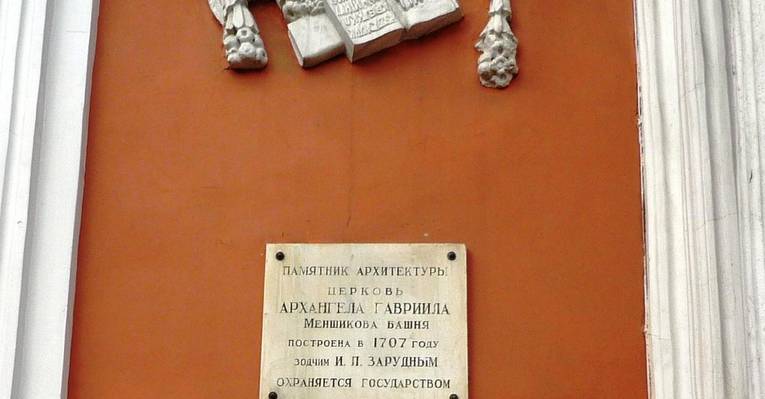 ПАМЯТНИК АРХИТЕКТУРЫ
ЦЕРКОВЬ
АРХАНГЕЛА ГАВРИИЛА
МЕНШИКОВА БАШНЯ
ПОСТРОЕНА В 1707 ГОДУ
ЗОДЧИМ И. П. ЗАРУДНЫМ
ОХРАНЯЕТСЯ ГОСУДАРСТВОМ